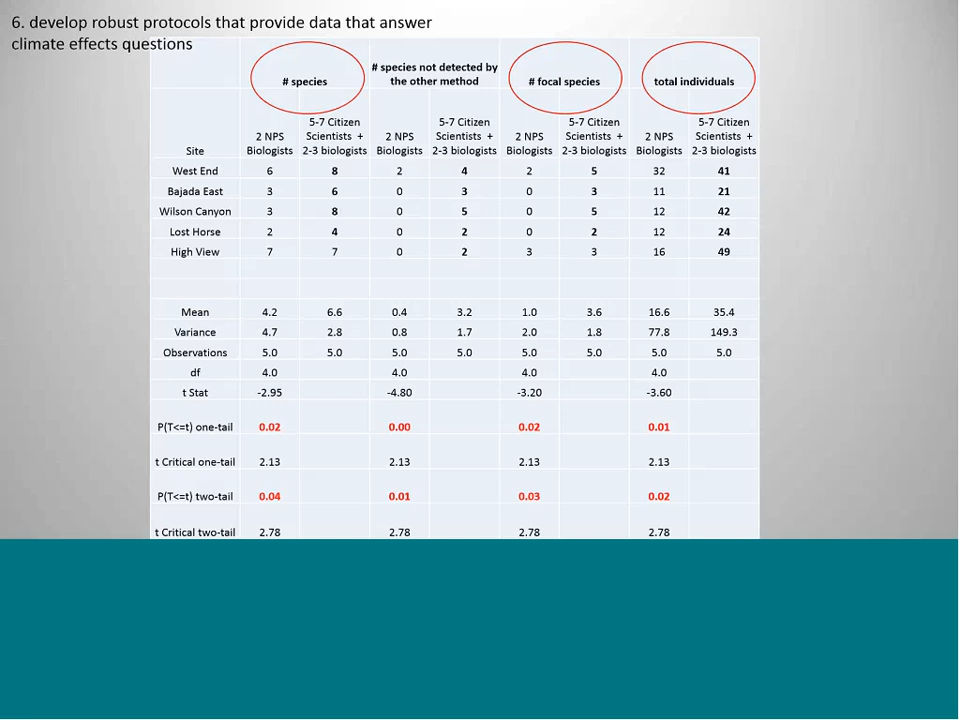 6. develop robust protocols that provide data that answer
climate effects questions
# species # species not detected by the other method # focal species total individuals
Site 2 NPS Biologists 5-7 Citizen Scientists + 2-3 biologists 2 NPS Biologists 5-7 Citizen Scientists + 2-3 biologists 2 NPS Biologists 5-7 Citizen Scientists + 2-3 biologists 2 NPS Biologists 5-7 Citizen Scientists + 2-3 biologists
West End 6 8 2 4 2 5 32 41
Bajada East 3 6 0 3 0 3 11 21
Wilson Canyon 3 8 0 5 0 5 12 42
Lost Horse 2 4 0 2 0 2 12 24
High View 7 7 0 2 3 3 16 49
Mean 4.2 6.6 0.4 3.2 1.0 3.6 16.6 35.4
Variance 4.7 2.8 0.8 1.7 2.0 1.8 77.8 149.3
Observations 5.0 5.0 5.0 5.0 5.0 5.0 5.0 5.0
df 4.0 4.0 4.0 4.0
t Stat -2.95 -4.80 -3.20 -3.60
P(T<=t) one-tail 0.02 0.00 0.02 0.01
t Critical one-tail 2.13 2.13 2.13 2.13
P(T<=t) two-tail 0.04 0.01 0.03 0.02
t Critical two-tail 2.78 2.78 2.78 2.78